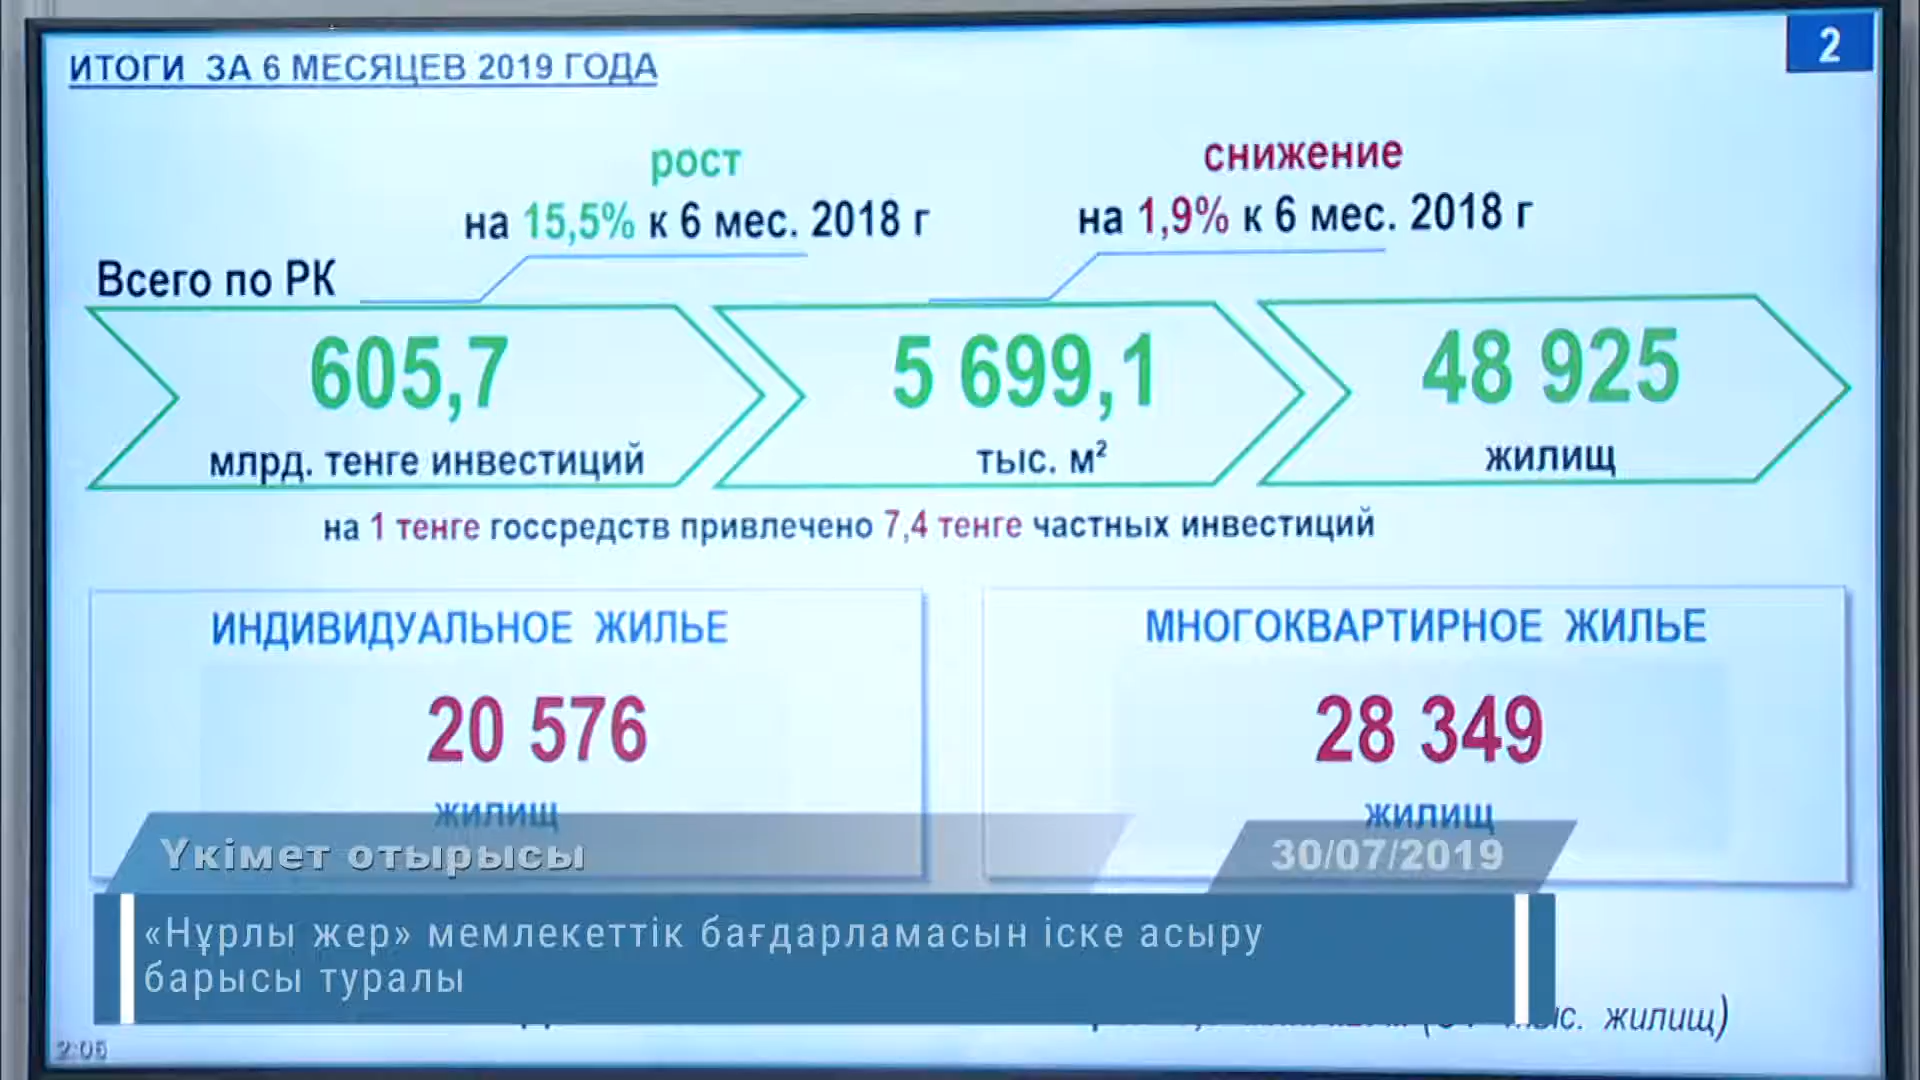 ИТОГИ ЗА 6 МЕСЯЦЕВ 2019 ГОДА
2
рост
на 15,5% к 6 мес. 2018 г
снижение
на 1,9% к 6 мес. 2018 г
Всего по РК
605,7
млрд. тенге инвестиций
5 699,1
тыс. м²
48 925
жилищ
на 1 тенге госсредств привлечено 7,4 тенге частных инвестиций
ИНДИВИДУАЛЬНОЕ ЖИЛЬЕ
20 576
жилищ
МНОГОКВАРТИРНОЕ ЖИЛЬЕ
28 349
жилищ
Үкімет отырысы
30/07/2019
«Нұрлы жер» мемлекеттік бағдарламасын іске асыру
барысы туралы
жилищ)
2:05